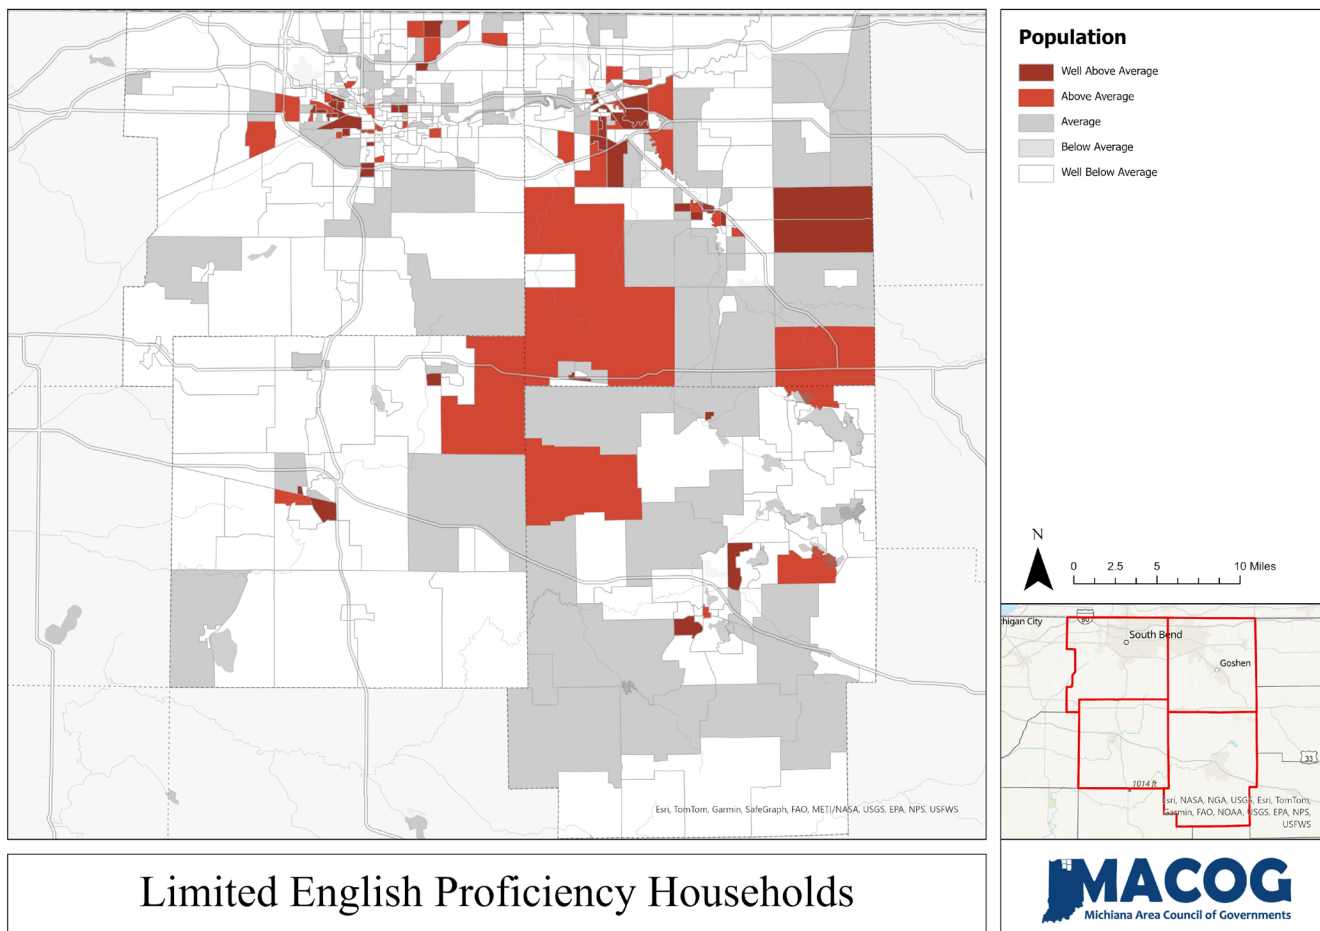 Population
Well Above Average
Above Average
Average
Below Average
Well Below Average
N
0 2.5 5 10 Miles
80
higan City
South Bend
Goshen
33
1014 ft
Esri, NASA, NGA, USGS, Esri, TomTom,
Garmin, FAO, NOAA, USGS, EPA, NPS,
USFWS
Esri, TomTom, Garmin, SafeGraph, FAO, METI/NASA, USGS, EPA, NPS, USFWS
Limited English Proficiency Households
MACOG
Michiana Area Council of Governments